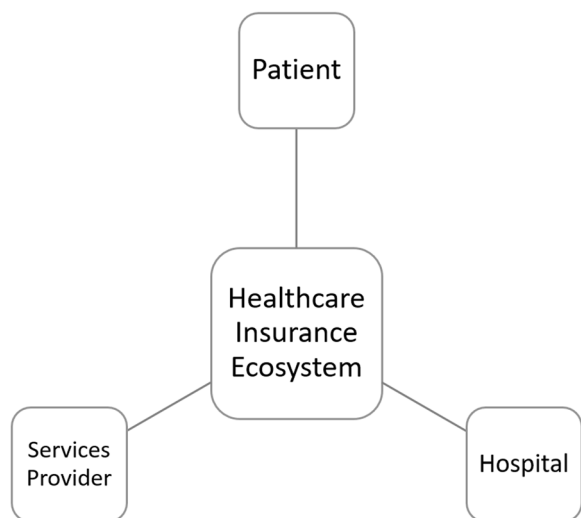 Patient
Healthcare
Insurance
Ecosystem
Services
Provider
Hospital